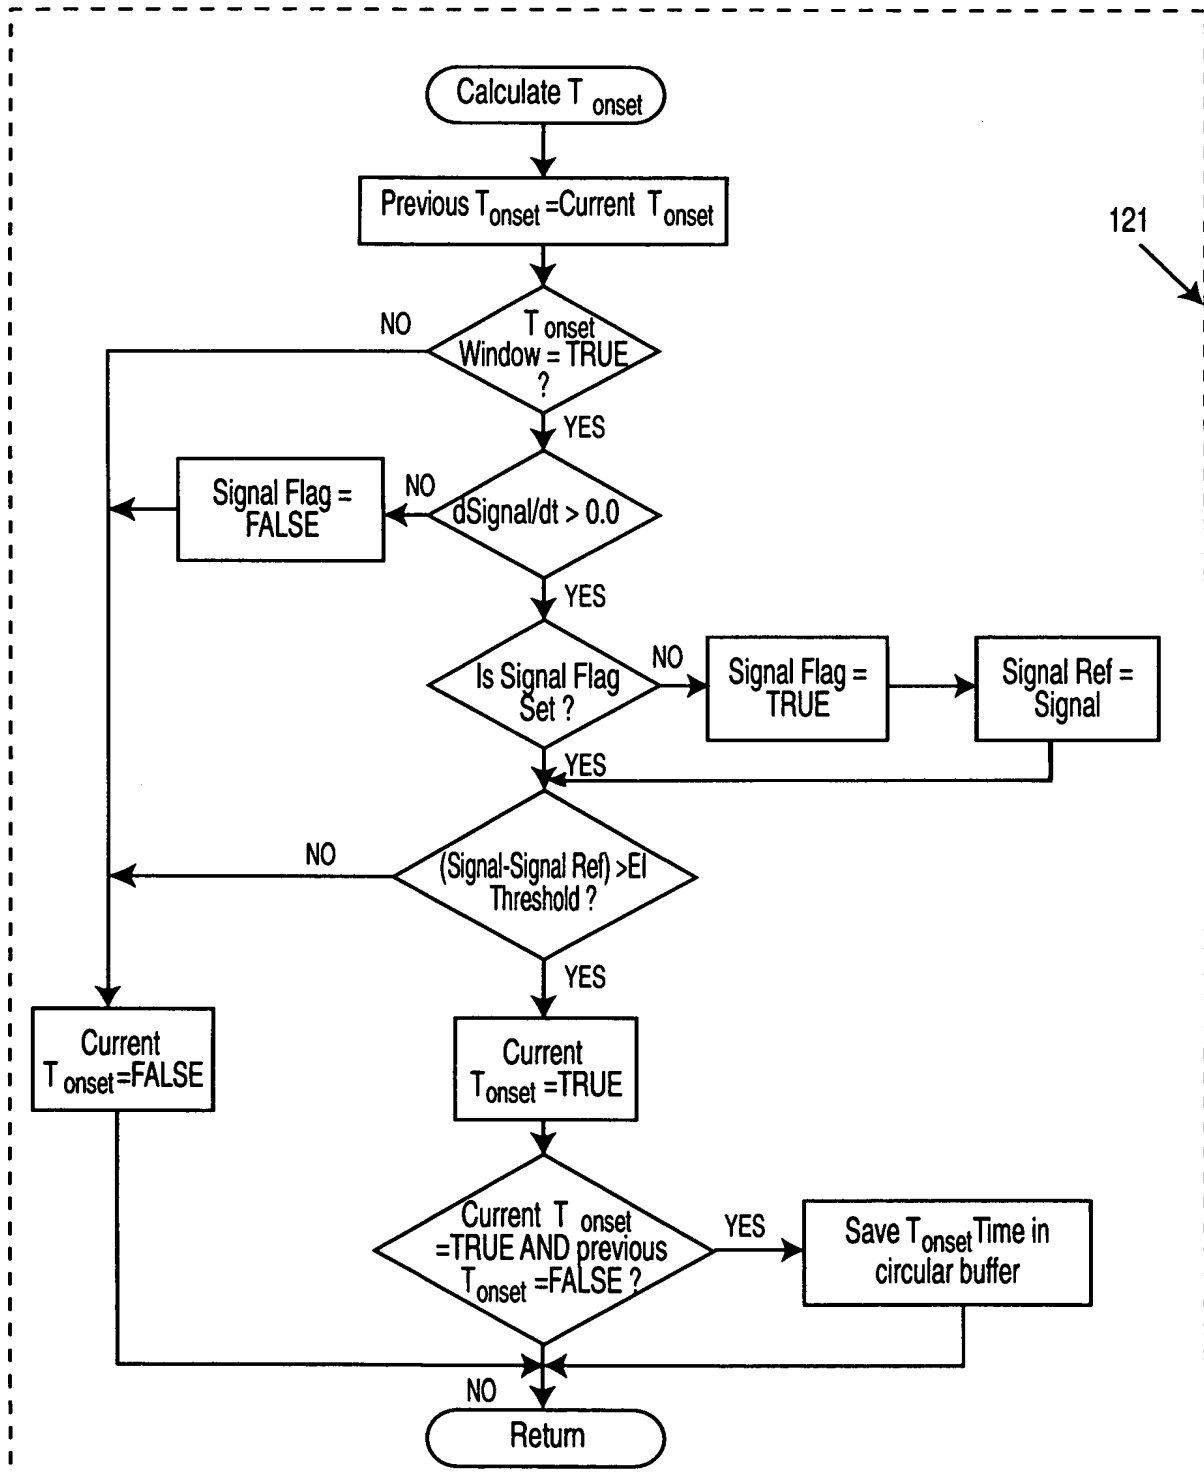 Calculate T onset
Previous T onset =Current T onset
121
NO
T onset
Window = TRUE
?
YES
Signal Flag =
FALSE
NO
dSignal/dt > 0.0
YES
Is Signal Flag
Set ?
NO
Signal Flag =
TRUE
Signal Ref =
Signal
YES
NO
(Signal-Signal Ref) >EI
Threshold ?
YES
Current
T onset =FALSE
Current
T onset =TRUE
Current T onset
=TRUE AND previous
T onset =FALSE ?
YES
Save T onset Time in
circular buffer
NO
Return